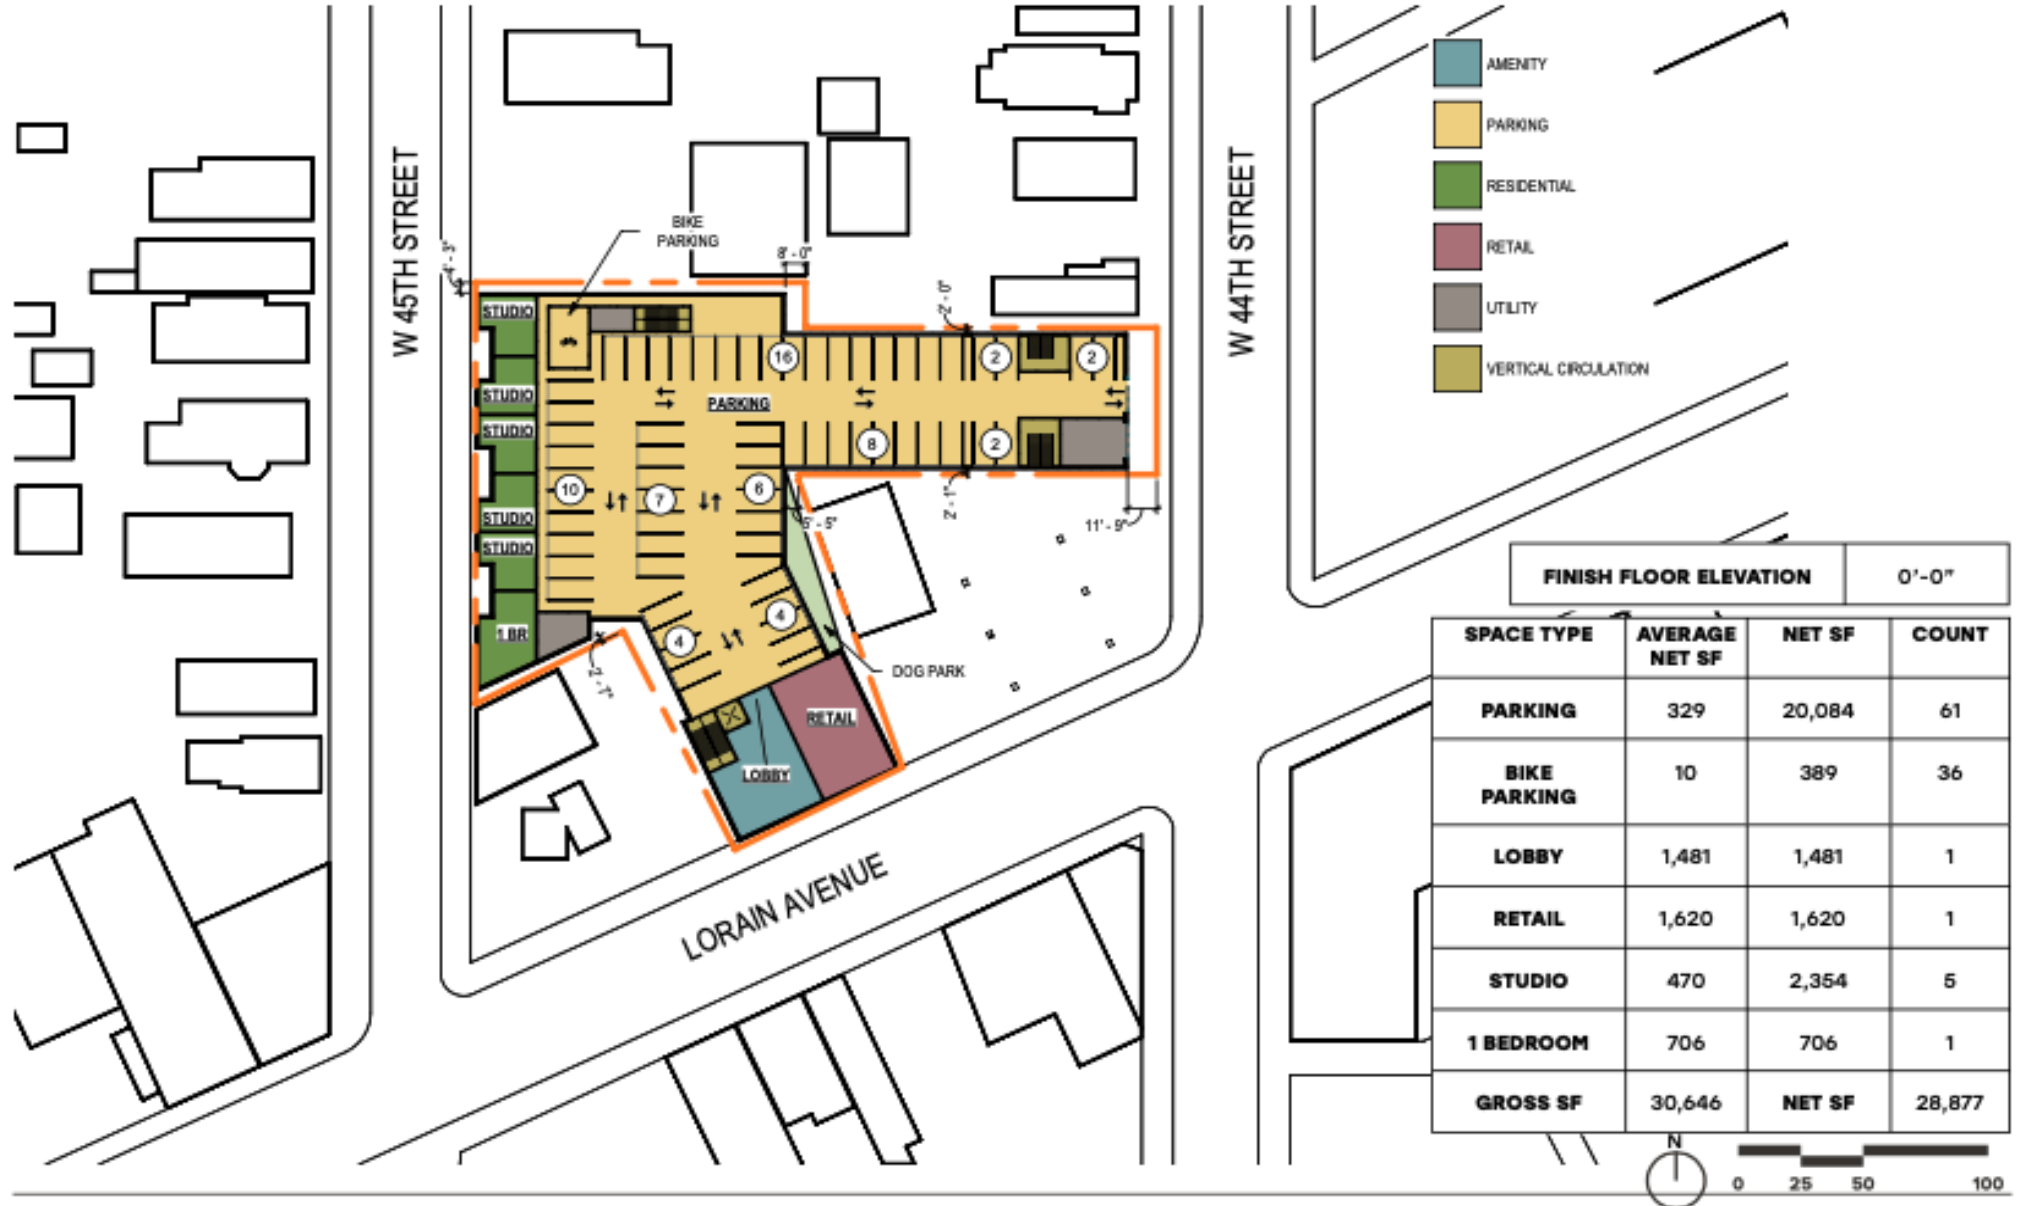 AMENITY
PARKING
RESIDENTIAL
RETAIL
UTILITY
VERTICAL CIRCULATION
W 45TH STREET
W 44TH STREET
LORAIN AVENUE
BIKE
PARKING
4' - 3"
8' - 0"
2' - 0"
STUDIO
STUDIO
STUDIO
STUDIO
STUDIO
1 BR
16
2
2
PARKING
8
2
10
7
6
4
4
5' - 5"
2' - 1"
11' - 9"
2' - 7"
DOG PARK
RETAIL
LOBBY
FINISH FLOOR ELEVATION 0'-0"
SPACE TYPE AVERAGE NET SF NET SF COUNT
PARKING 329 20,084 61
BIKE PARKING 10 389 36
LOBBY 1,481 1,481 1
RETAIL 1,620 1,620 1
STUDIO 470 2,354 5
1 BEDROOM 706 706 1
GROSS SF 30,646 NET SF 28,877
N
0 25 50 100